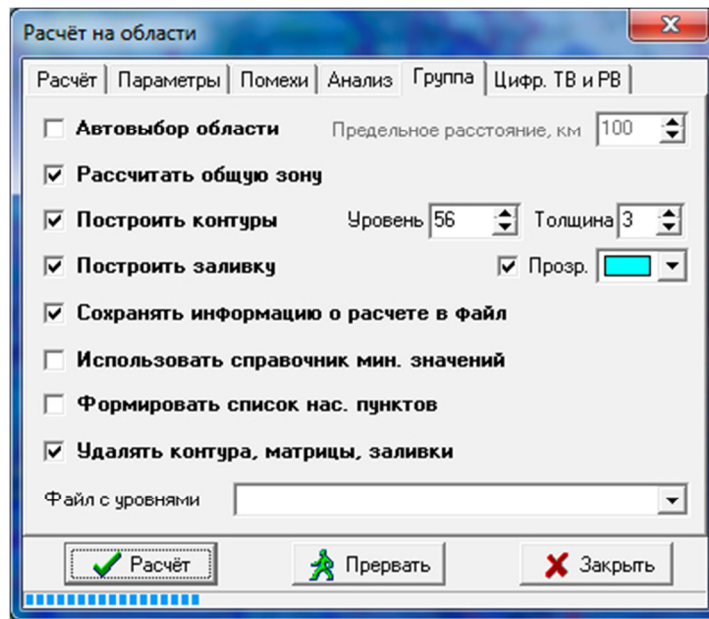 Расчёт на области
Расчёт Параметры Помехи Анализ Группа Цифр. ТВ и РВ
Автовыбор области Предельное расстояние, км 100
Рассчитать общую зону
Построить контуры Уровень 56 Толщина 3
Построить заливку Прозр.
Сохранять информацию о расчете в файл
Использовать справочник мин. значений
Формировать список нас. пунктов
Удалять контура, матрицы, заливки
Файл с уровнями
Расчёт Прервать Закрыть